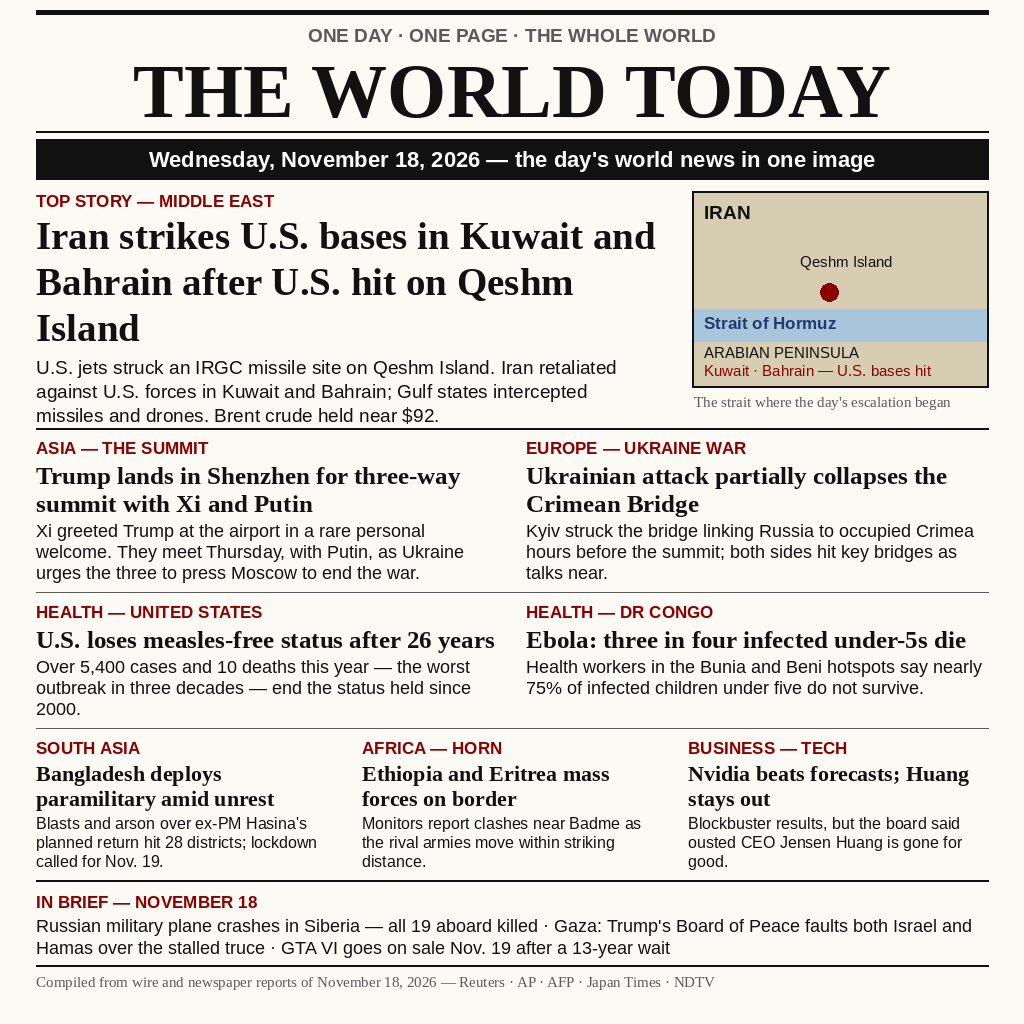 ONE DAY · ONE PAGE · THE WHOLE WORLD
THE WORLD TODAY
Wednesday, November 18, 2026 — the day's world news in one image
TOP STORY — MIDDLE EAST
Iran strikes U.S. bases in Kuwait and
Bahrain after U.S. hit on Qeshm
Island
U.S. jets struck an IRGC missile site on Qeshm Island. Iran retaliated
against U.S. forces in Kuwait and Bahrain; Gulf states intercepted
missiles and drones. Brent crude held near $92.
IRAN
Qeshm Island
Strait of Hormuz
ARABIAN PENINSULA
Kuwait · Bahrain — U.S. bases hit
The strait where the day's escalation began
ASIA — THE SUMMIT
Trump lands in Shenzhen for three-way
summit with Xi and Putin
Xi greeted Trump at the airport in a rare personal
welcome. They meet Thursday, with Putin, as Ukraine
urges the three to press Moscow to end the war.
EUROPE — UKRAINE WAR
Ukrainian attack partially collapses the
Crimean Bridge
Kyiv struck the bridge linking Russia to occupied Crimea
hours before the summit; both sides hit key bridges as
talks near.
HEALTH — UNITED STATES
U.S. loses measles-free status after 26 years
Over 5,400 cases and 10 deaths this year — the worst
outbreak in three decades — end the status held since
2000.
HEALTH — DR CONGO
Ebola: three in four infected under-5s die
Health workers in the Bunia and Beni hotspots say nearly
75% of infected children under five do not survive.
SOUTH ASIA
Bangladesh deploys
paramilitary amid unrest
Blasts and arson over ex-PM Hasina's
planned return hit 28 districts; lockdown
called for Nov. 19.
AFRICA — HORN
Ethiopia and Eritrea mass
forces on border
Monitors report clashes near Badme as
the rival armies move within striking
distance.
BUSINESS — TECH
Nvidia beats forecasts; Huang
stays out
Blockbuster results, but the board said
ousted CEO Jensen Huang is gone for
good.
IN BRIEF — NOVEMBER 18
Russian military plane crashes in Siberia — all 19 aboard killed · Gaza: Trump's Board of Peace faults both Israel and
Hamas over the stalled truce · GTA VI goes on sale Nov. 19 after a 13-year wait
Compiled from wire and newspaper reports of November 18, 2026 — Reuters · AP · AFP · Japan Times · NDTV